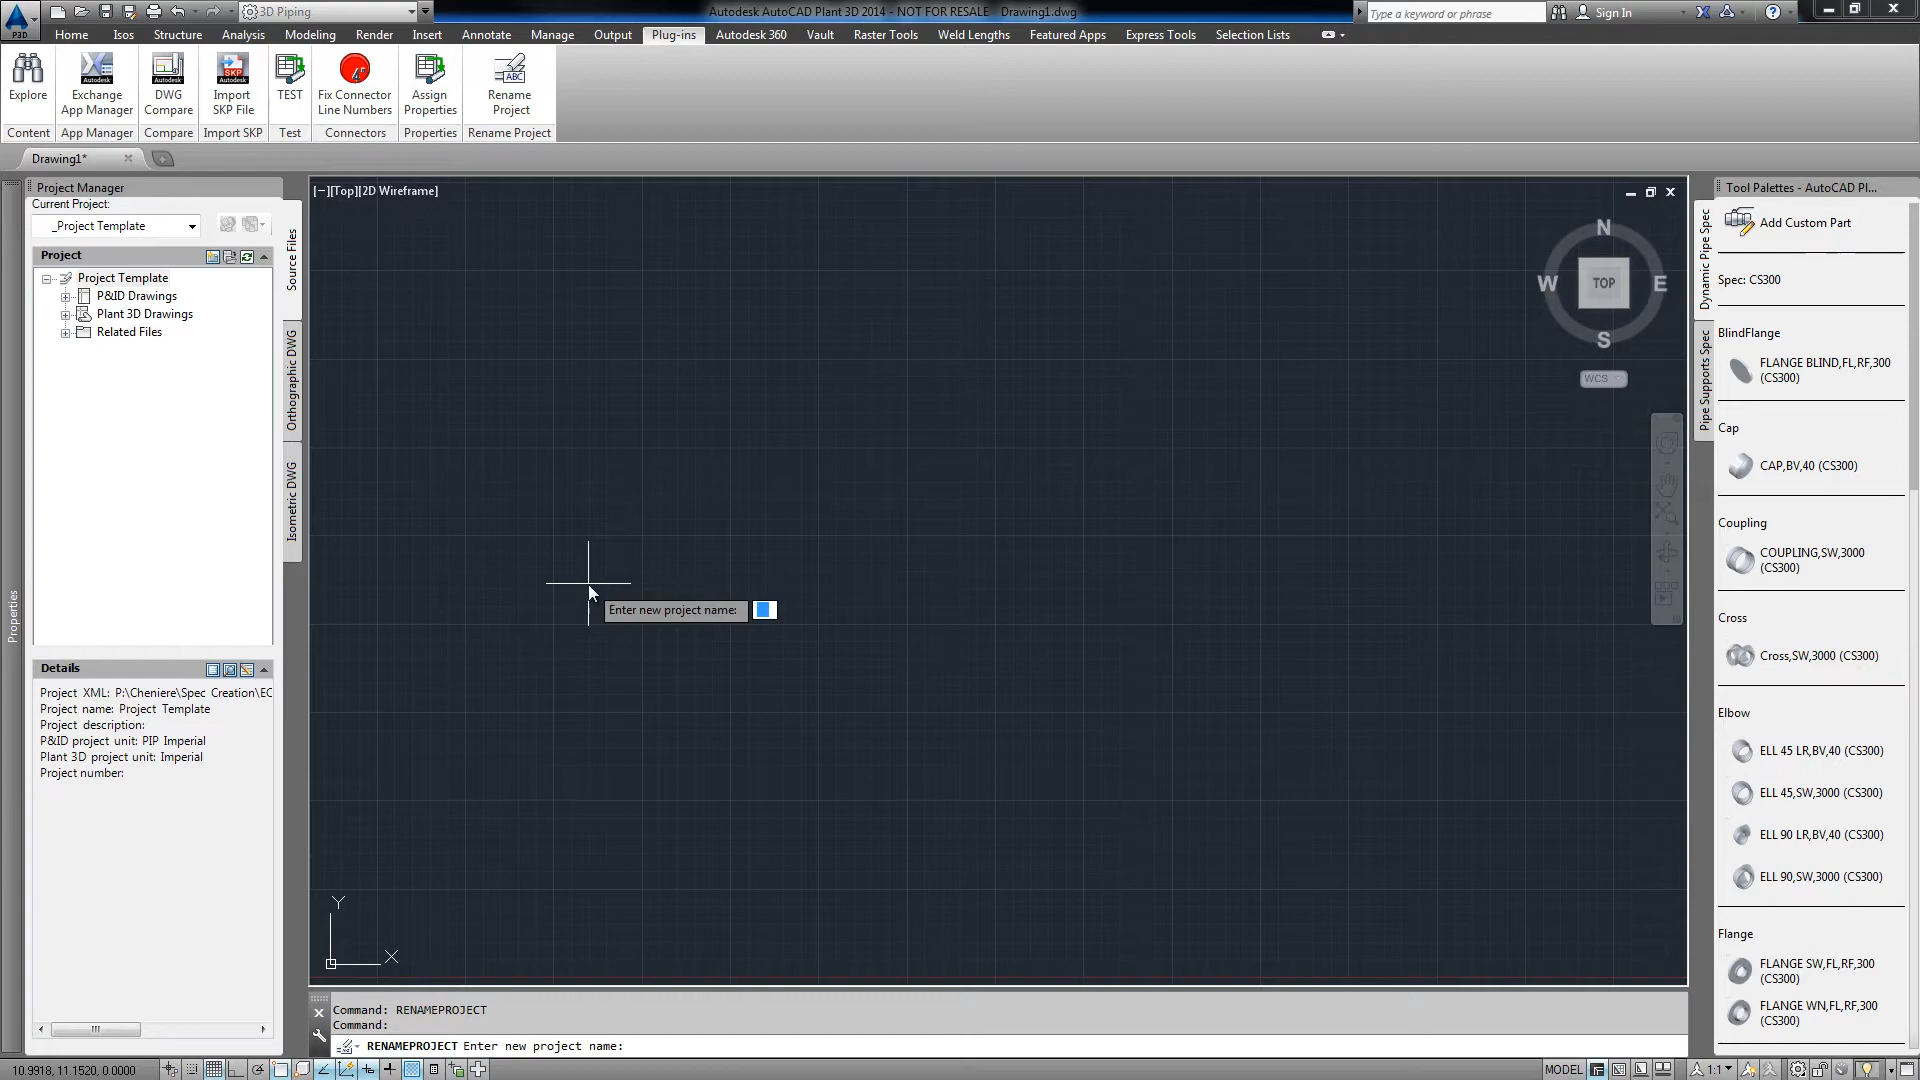 3D Piping
Autodesk AutoCAD Plant 3D 2014 - NOT FOR RESALE Drawing1.dwg
Type a keyword or phrase
Sign In
P3D
Home Isos Structure Analysis Modeling Render Insert Annotate Manage Output Plug-ins Autodesk 360 Vault Raster Tools Weld Lengths Featured Apps Express Tools Selection Lists
Explore
Exchange
App Manager
DWG
Compare
Import
SKP File
TEST
Fix Connector
Line Numbers
Assign
Properties
Rename
Project
Content App Manager Compare Import SKP Test Connectors Properties Rename Project
Drawing1*
Project Manager
Current Project:
_Project Template
Project
Project Template
P&ID Drawings
Plant 3D Drawings
Related Files
Source Files
Orthographic DWG
Isometric DWG
Properties
Details
Project XML: P:\Cheniere\Spec Creation\EC
Project name: Project Template
Project description:
P&ID project unit: PIP Imperial
Plant 3D project unit: Imperial
Project number:
[−][Top][2D Wireframe]
N
W TOP E
S
WCS
Enter new project name:
Y
X
Command: RENAMEPROJECT
Command:
RENAMEPROJECT Enter new project name:
Tool Palettes - AutoCAD Pl...
Dynamic Pipe Spec
Pipe Supports Spec
Add Custom Part
Spec: CS300
BlindFlange
FLANGE BLIND,FL,RF,300
(CS300)
Cap
CAP,BV,40 (CS300)
Coupling
COUPLING,SW,3000
(CS300)
Cross
Cross,SW,3000 (CS300)
Elbow
ELL 45 LR,BV,40 (CS300)
ELL 45,SW,3000 (CS300)
ELL 90 LR,BV,40 (CS300)
ELL 90,SW,3000 (CS300)
Flange
FLANGE SW,FL,RF,300
(CS300)
FLANGE WN,FL,RF,300
(CS300)
10.9918, 11.1520, 0.0000
MODEL
1:1